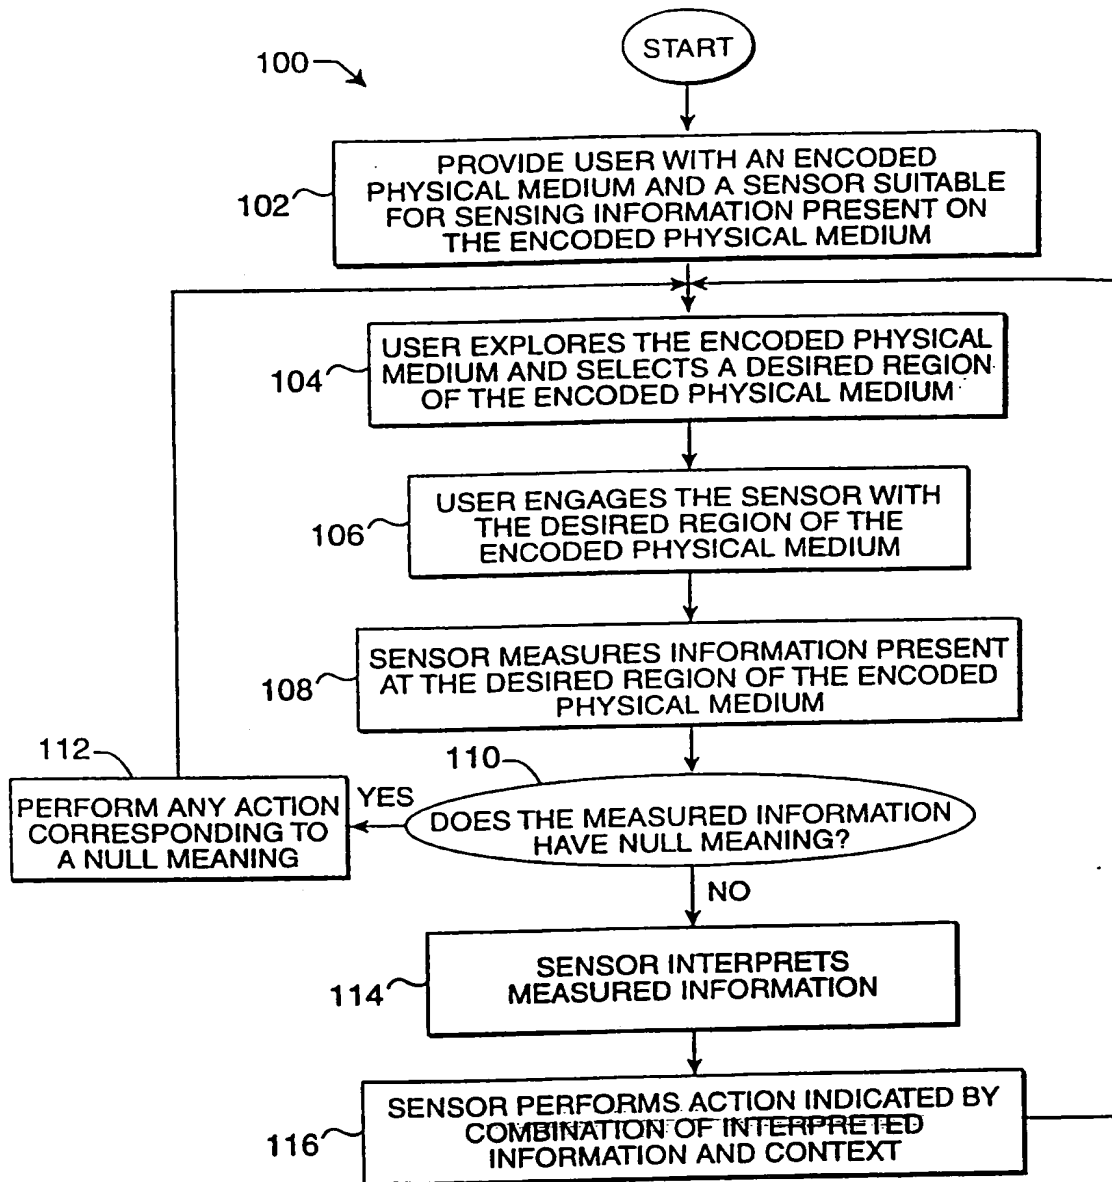 START
100
PROVIDE USER WITH AN ENCODED
PHYSICAL MEDIUM AND A SENSOR SUITABLE
FOR SENSING INFORMATION PRESENT ON
THE ENCODED PHYSICAL MEDIUM
102
USER EXPLORES THE ENCODED PHYSICAL
MEDIUM AND SELECTS A DESIRED REGION
OF THE ENCODED PHYSICAL MEDIUM
104
USER ENGAGES THE SENSOR WITH
THE DESIRED REGION OF THE
ENCODED PHYSICAL MEDIUM
106
SENSOR MEASURES INFORMATION PRESENT
AT THE DESIRED REGION OF THE ENCODED
PHYSICAL MEDIUM
108
110
DOES THE MEASURED INFORMATION
HAVE NULL MEANING?
YES
112
PERFORM ANY ACTION
CORRESPONDING TO
A NULL MEANING
NO
SENSOR INTERPRETS
MEASURED INFORMATION
114
SENSOR PERFORMS ACTION INDICATED BY
COMBINATION OF INTERPRETED
INFORMATION AND CONTEXT
116